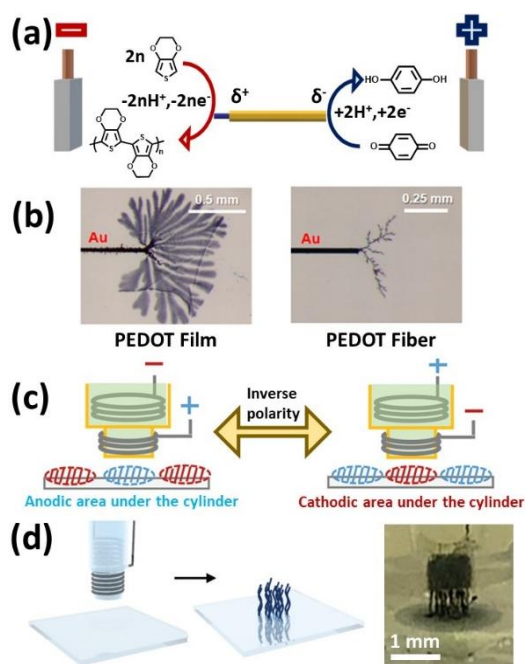 (a)
2n
O
O
S
-2nH⁺,-2ne⁻
δ⁺
δ⁻
HO
OH
+2H⁺,+2e⁻
O
O
O
O
S
S
n
O
O
(b)
0.5 mm
0.25 mm
Au
Au
PEDOT Film
PEDOT Fiber
(c)
Inverse
polarity
Anodic area under the cylinder
Cathodic area under the cylinder
(d)
1 mm